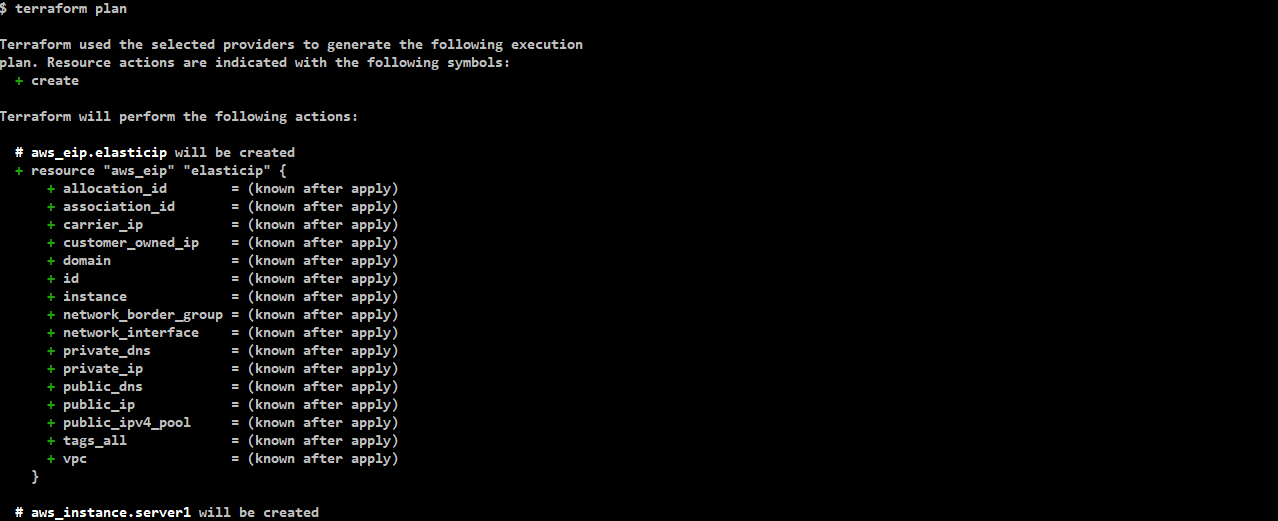 $ terraform plan
Terraform used the selected providers to generate the following execution
plan. Resource actions are indicated with the following symbols:
+ create
Terraform will perform the following actions:
# aws_eip.elasticip will be created
+ resource "aws_eip" "elasticip" {
+ allocation_id = (known after apply)
+ association_id = (known after apply)
+ carrier_ip = (known after apply)
+ customer_owned_ip = (known after apply)
+ domain = (known after apply)
+ id = (known after apply)
+ instance = (known after apply)
+ network_border_group = (known after apply)
+ network_interface = (known after apply)
+ private_dns = (known after apply)
+ private_ip = (known after apply)
+ public_dns = (known after apply)
+ public_ip = (known after apply)
+ public_ipv4_pool = (known after apply)
+ tags_all = (known after apply)
+ vpc = (known after apply)
}
# aws_instance.server1 will be created